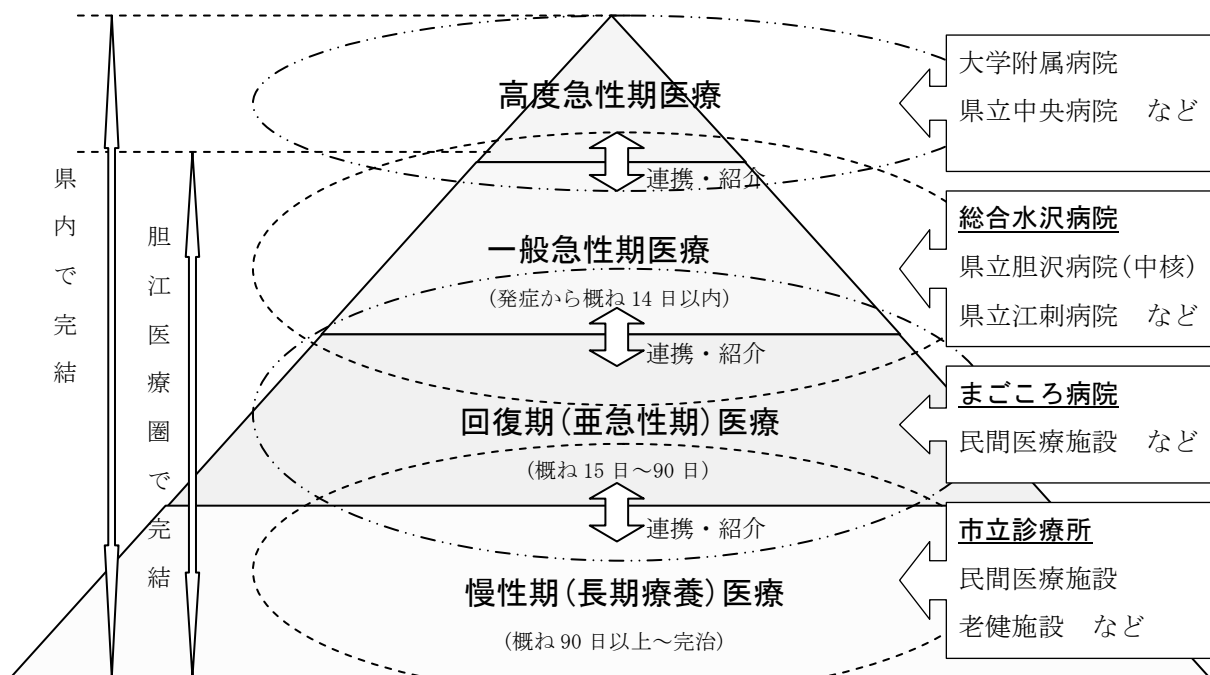 県内で完結
胆江医療圏で完結
高度急性期医療
連携・紹介
一般急性期医療
(発症から概ね14日以内)
連携・紹介
回復期(亜急性期)医療
(概ね15日～90日)
連携・紹介
慢性期(長期療養)医療
(概ね90日以上～完治)
大学附属病院
県立中央病院　など
総合水沢病院
県立胆沢病院(中核)
県立江刺病院　など
まごころ病院
民間医療施設　など
市立診療所
民間医療施設
老健施設　など